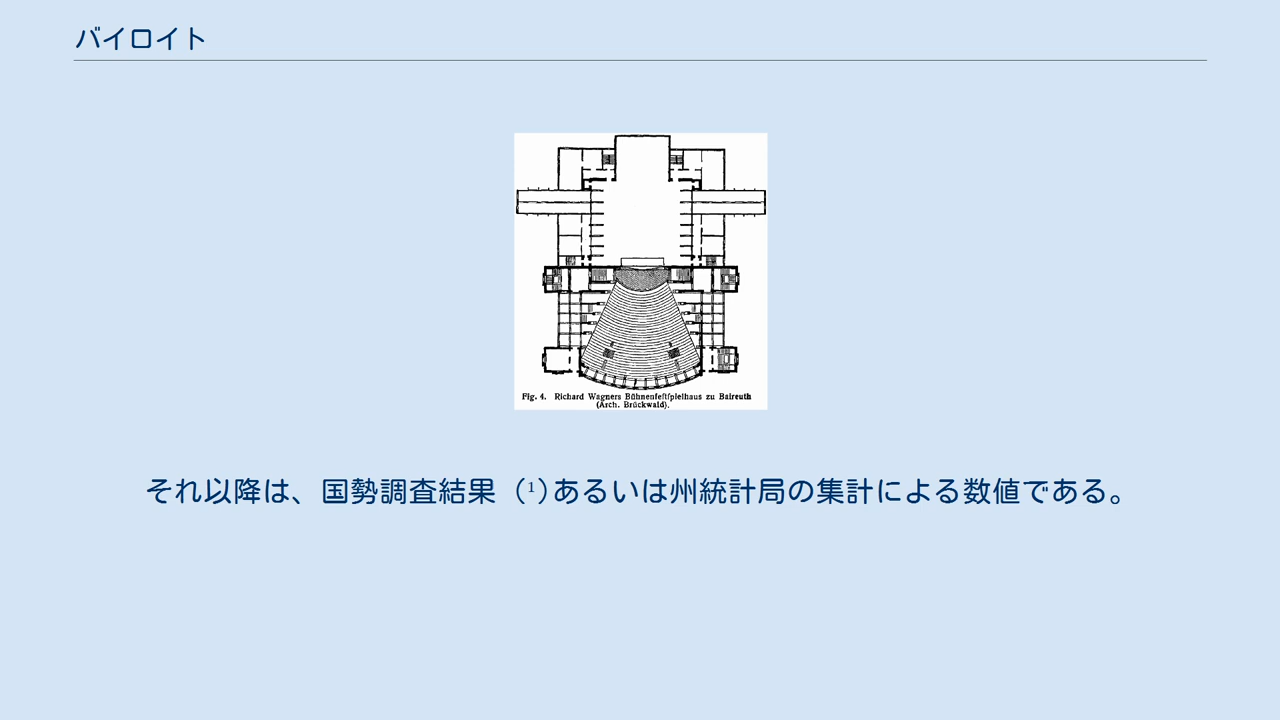 バイロイト
Fig. 4. Richard Wagners Bühnenfeſtſpielhaus zu Baireuth
(Arch. Brückwald).
それ以降は、国勢調査結果（¹）あるいは州統計局の集計による数値である。